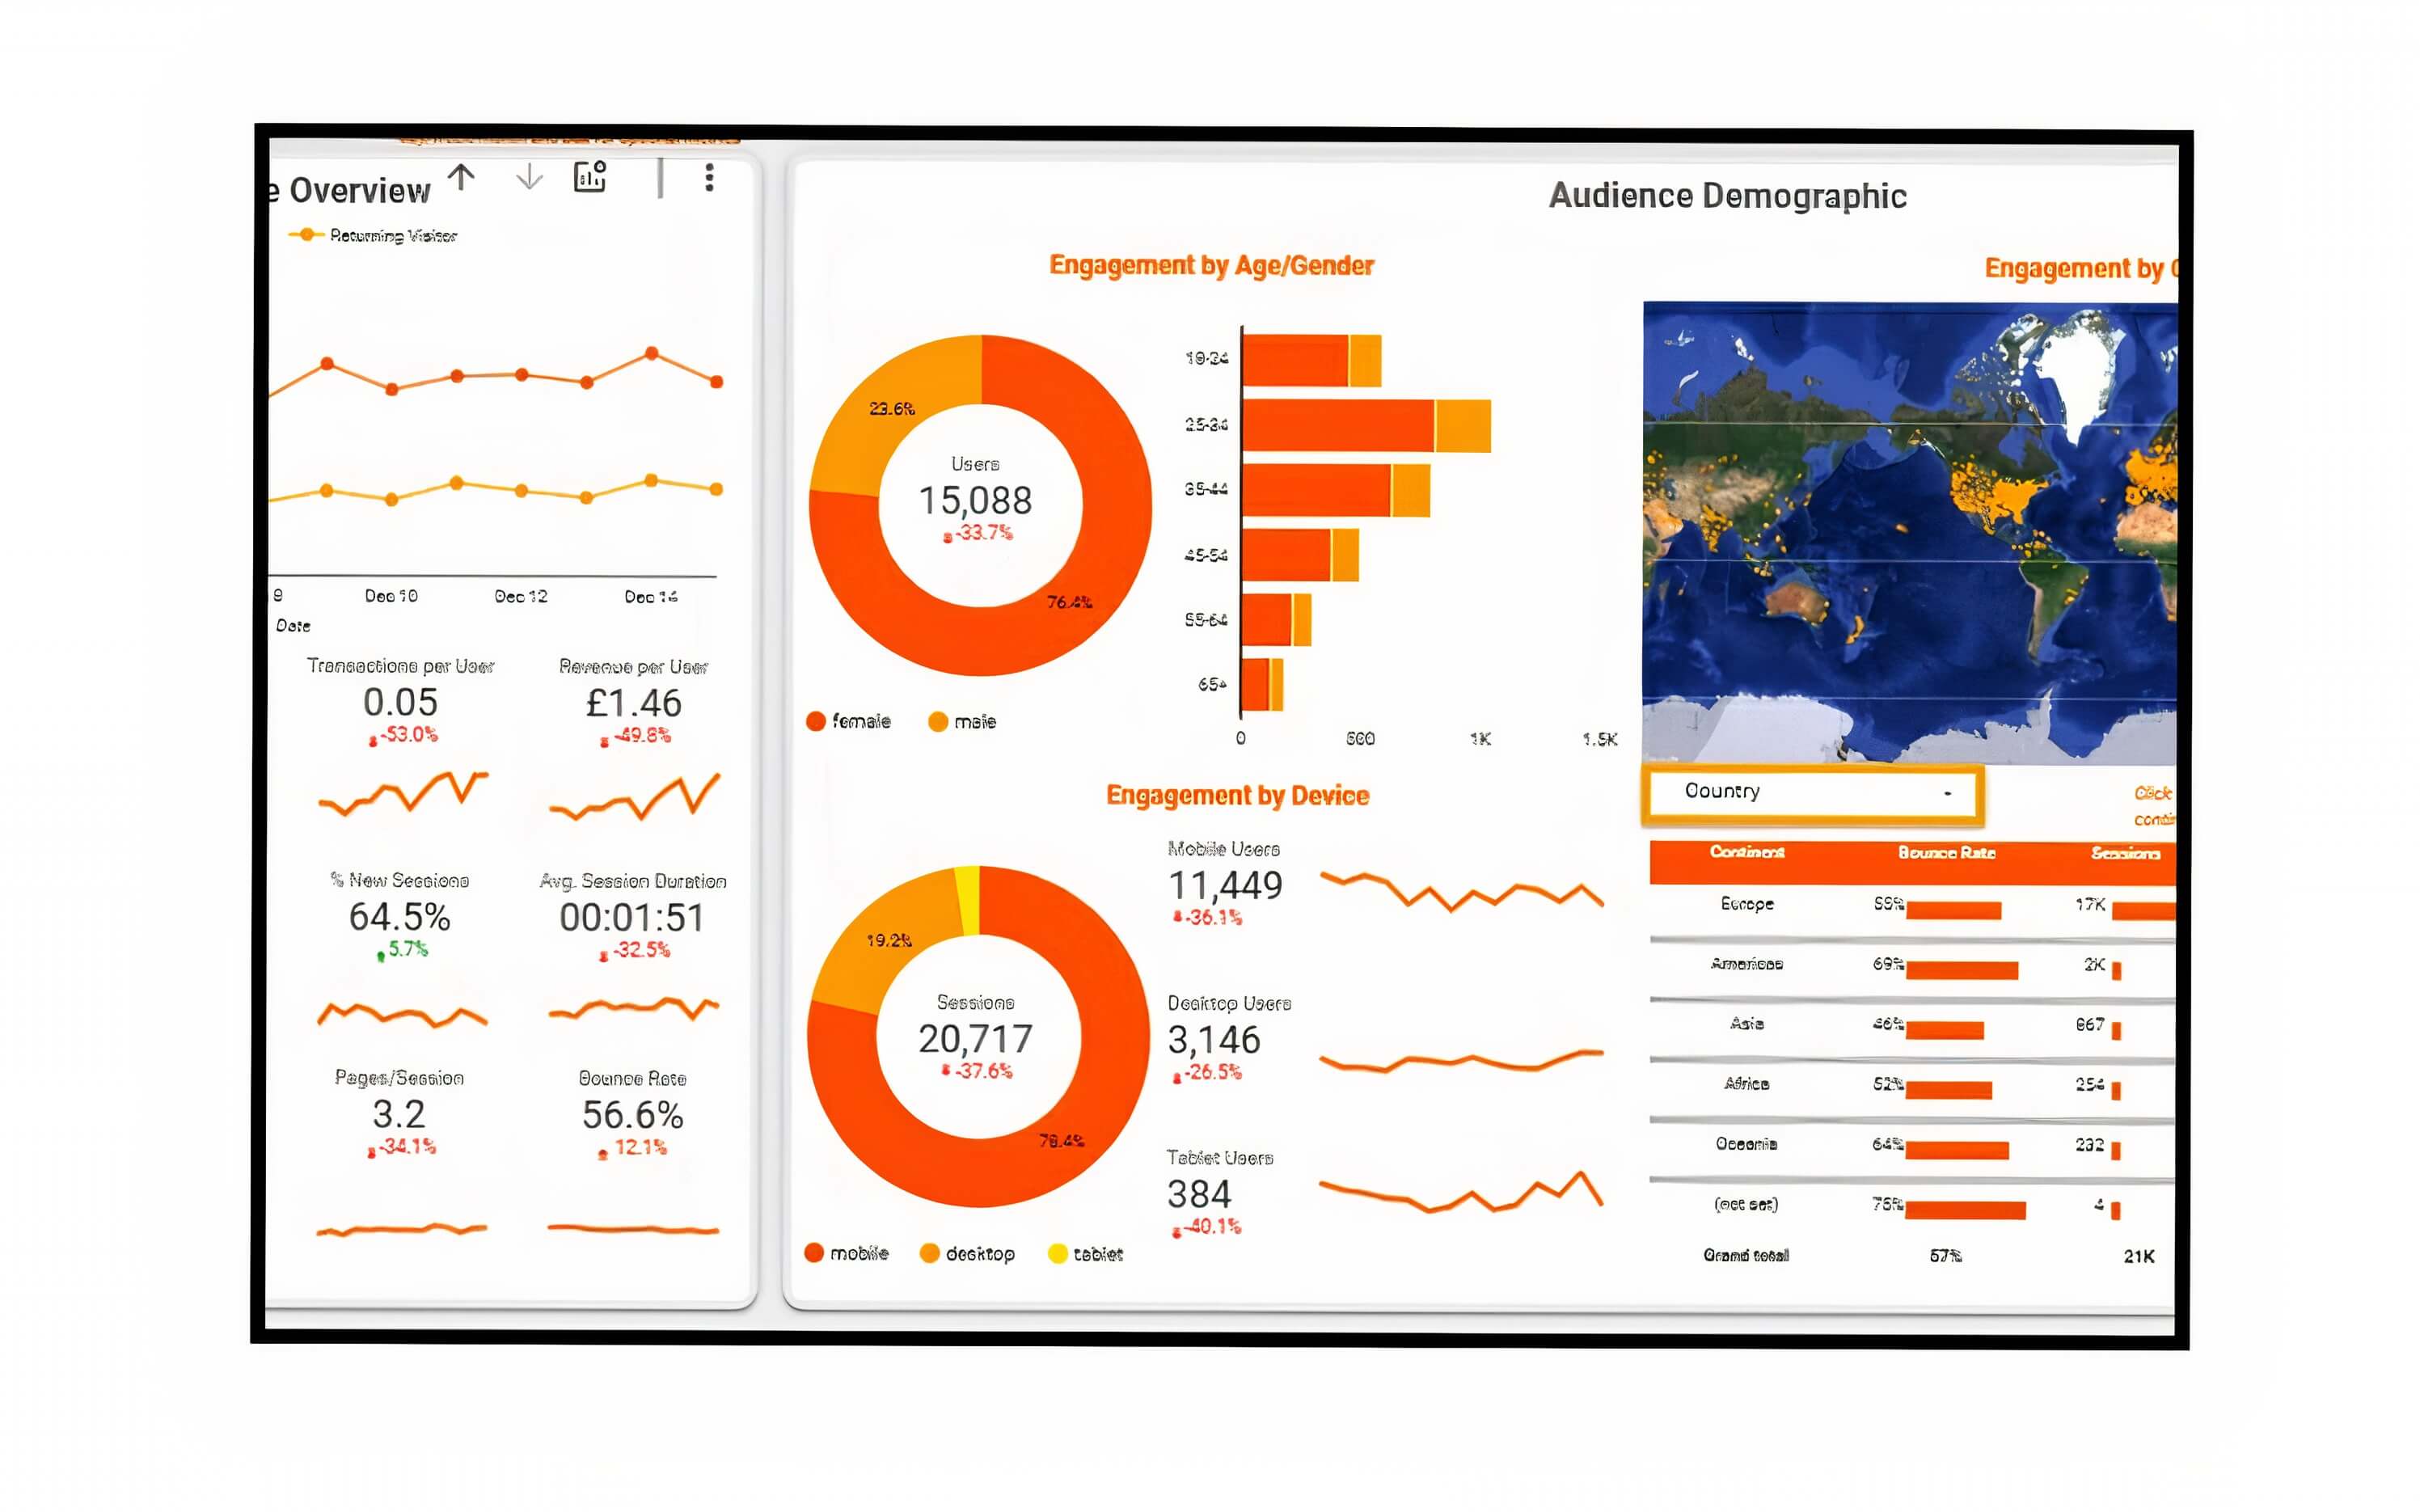 e Overview
Returning Visitor
9
Dec 10
Dec 12
Dec 14
Date
Transactions per User
Revenue per User
0.05
£1.46
-53.0%
-49.8%
% New Sessions
Avg. Session Duration
64.5%
00:01:51
5.7%
-32.5%
Pages/Session
Bounce Rate
3.2
56.6%
-34.1%
12.1%
Audience Demographic
Engagement by Age/Gender
23.6%
Users
15,088
-33.7%
76.4%
female
male
25-34
35-44
45-54
55-64
65+
0
500
1K
1.5K
Engagement by Device
19.2%
Sessions
20,717
-37.6%
78.4%
mobile
desktop
tablet
Mobile Users
11,449
-36.1%
Desktop Users
3,146
-26.5%
Tablet Users
384
-40.1%
Engagement by
Country
Click
Continent
Bounce Rate
Sessions
Europe
55%
17K
Americas
69%
2K
Asia
46%
667
Africa
52%
254
Oceania
64%
232
(not set)
75%
4
Grand total
57%
21K